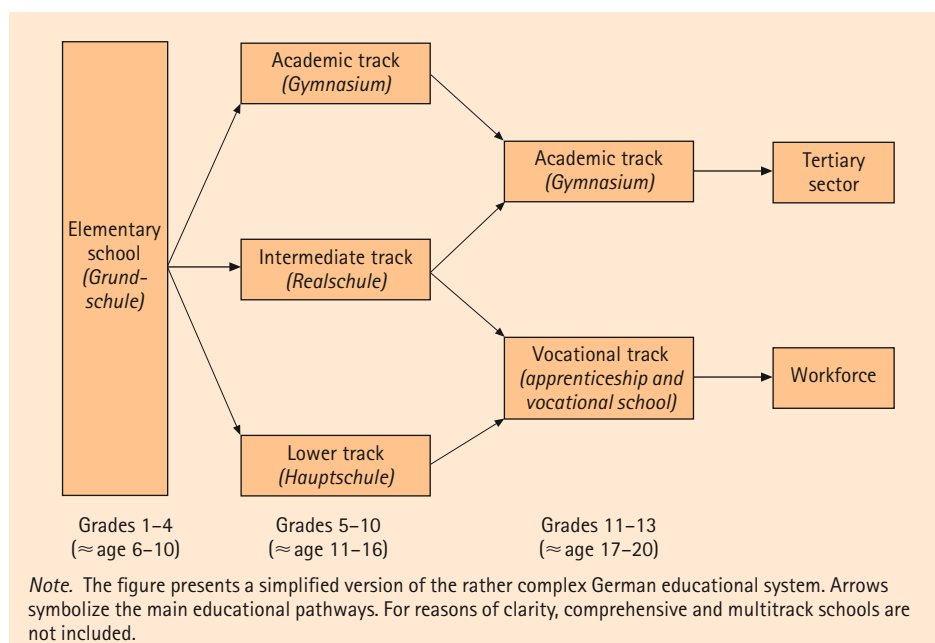 Elementary
school
(Grund-
schule)
Academic track
(Gymnasium)
Intermediate track
(Realschule)
Lower track
(Hauptschule)
Academic track
(Gymnasium)
Vocational track
(apprenticeship and
vocational school)
Tertiary
sector
Workforce
Grades 1–4
(≈ age 6–10)
Grades 5–10
(≈ age 11–16)
Grades 11–13
(≈ age 17–20)
Note. The figure presents a simplified version of the rather complex German educational system. Arrows
symbolize the main educational pathways. For reasons of clarity, comprehensive and multitrack schools are
not included.